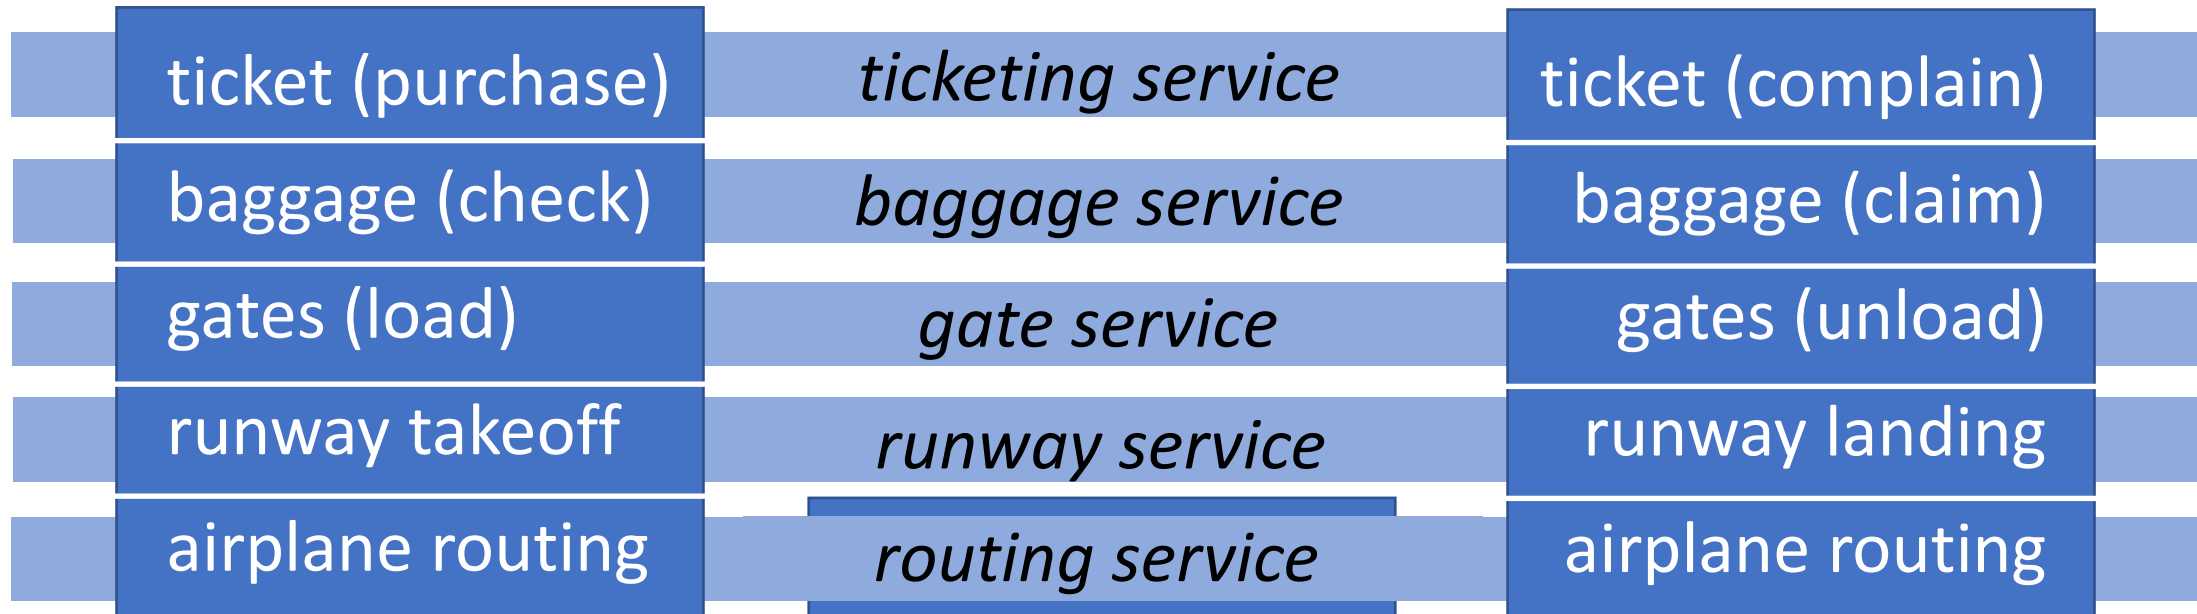 ticket (purchase) ticketing service ticket (complain)
baggage (check) baggage service baggage (claim)
gates (load) gate service gates (unload)
runway takeoff runway service runway landing
airplane routing routing service airplane routing